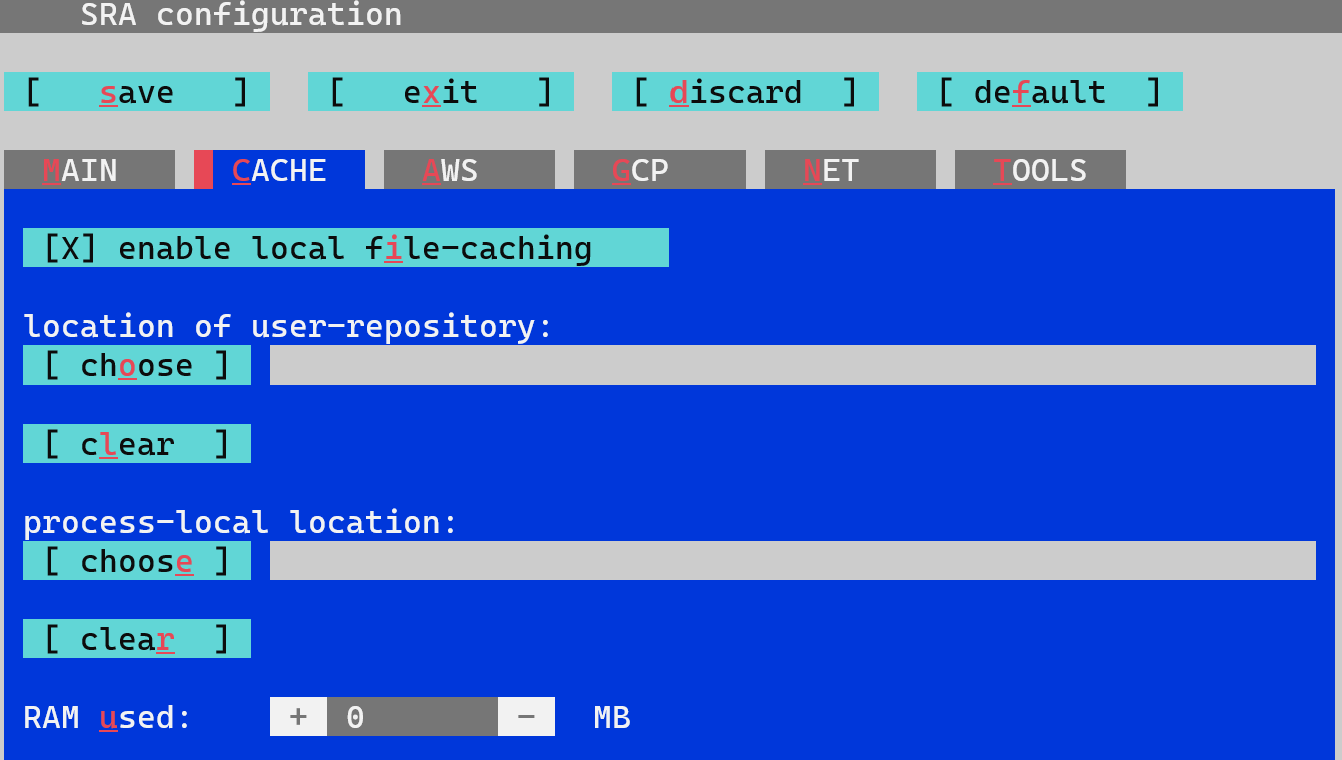 SRA configuration
[   save   ] [   exit   ] [ discard  ] [ default  ]
MAIN CACHE AWS GCP NET TOOLS
[X] enable local file-caching
location of user-repository:
[ choose ]
[ clear  ]
process-local location:
[ choose ]
[ clear  ]
RAM used: + 0 - MB